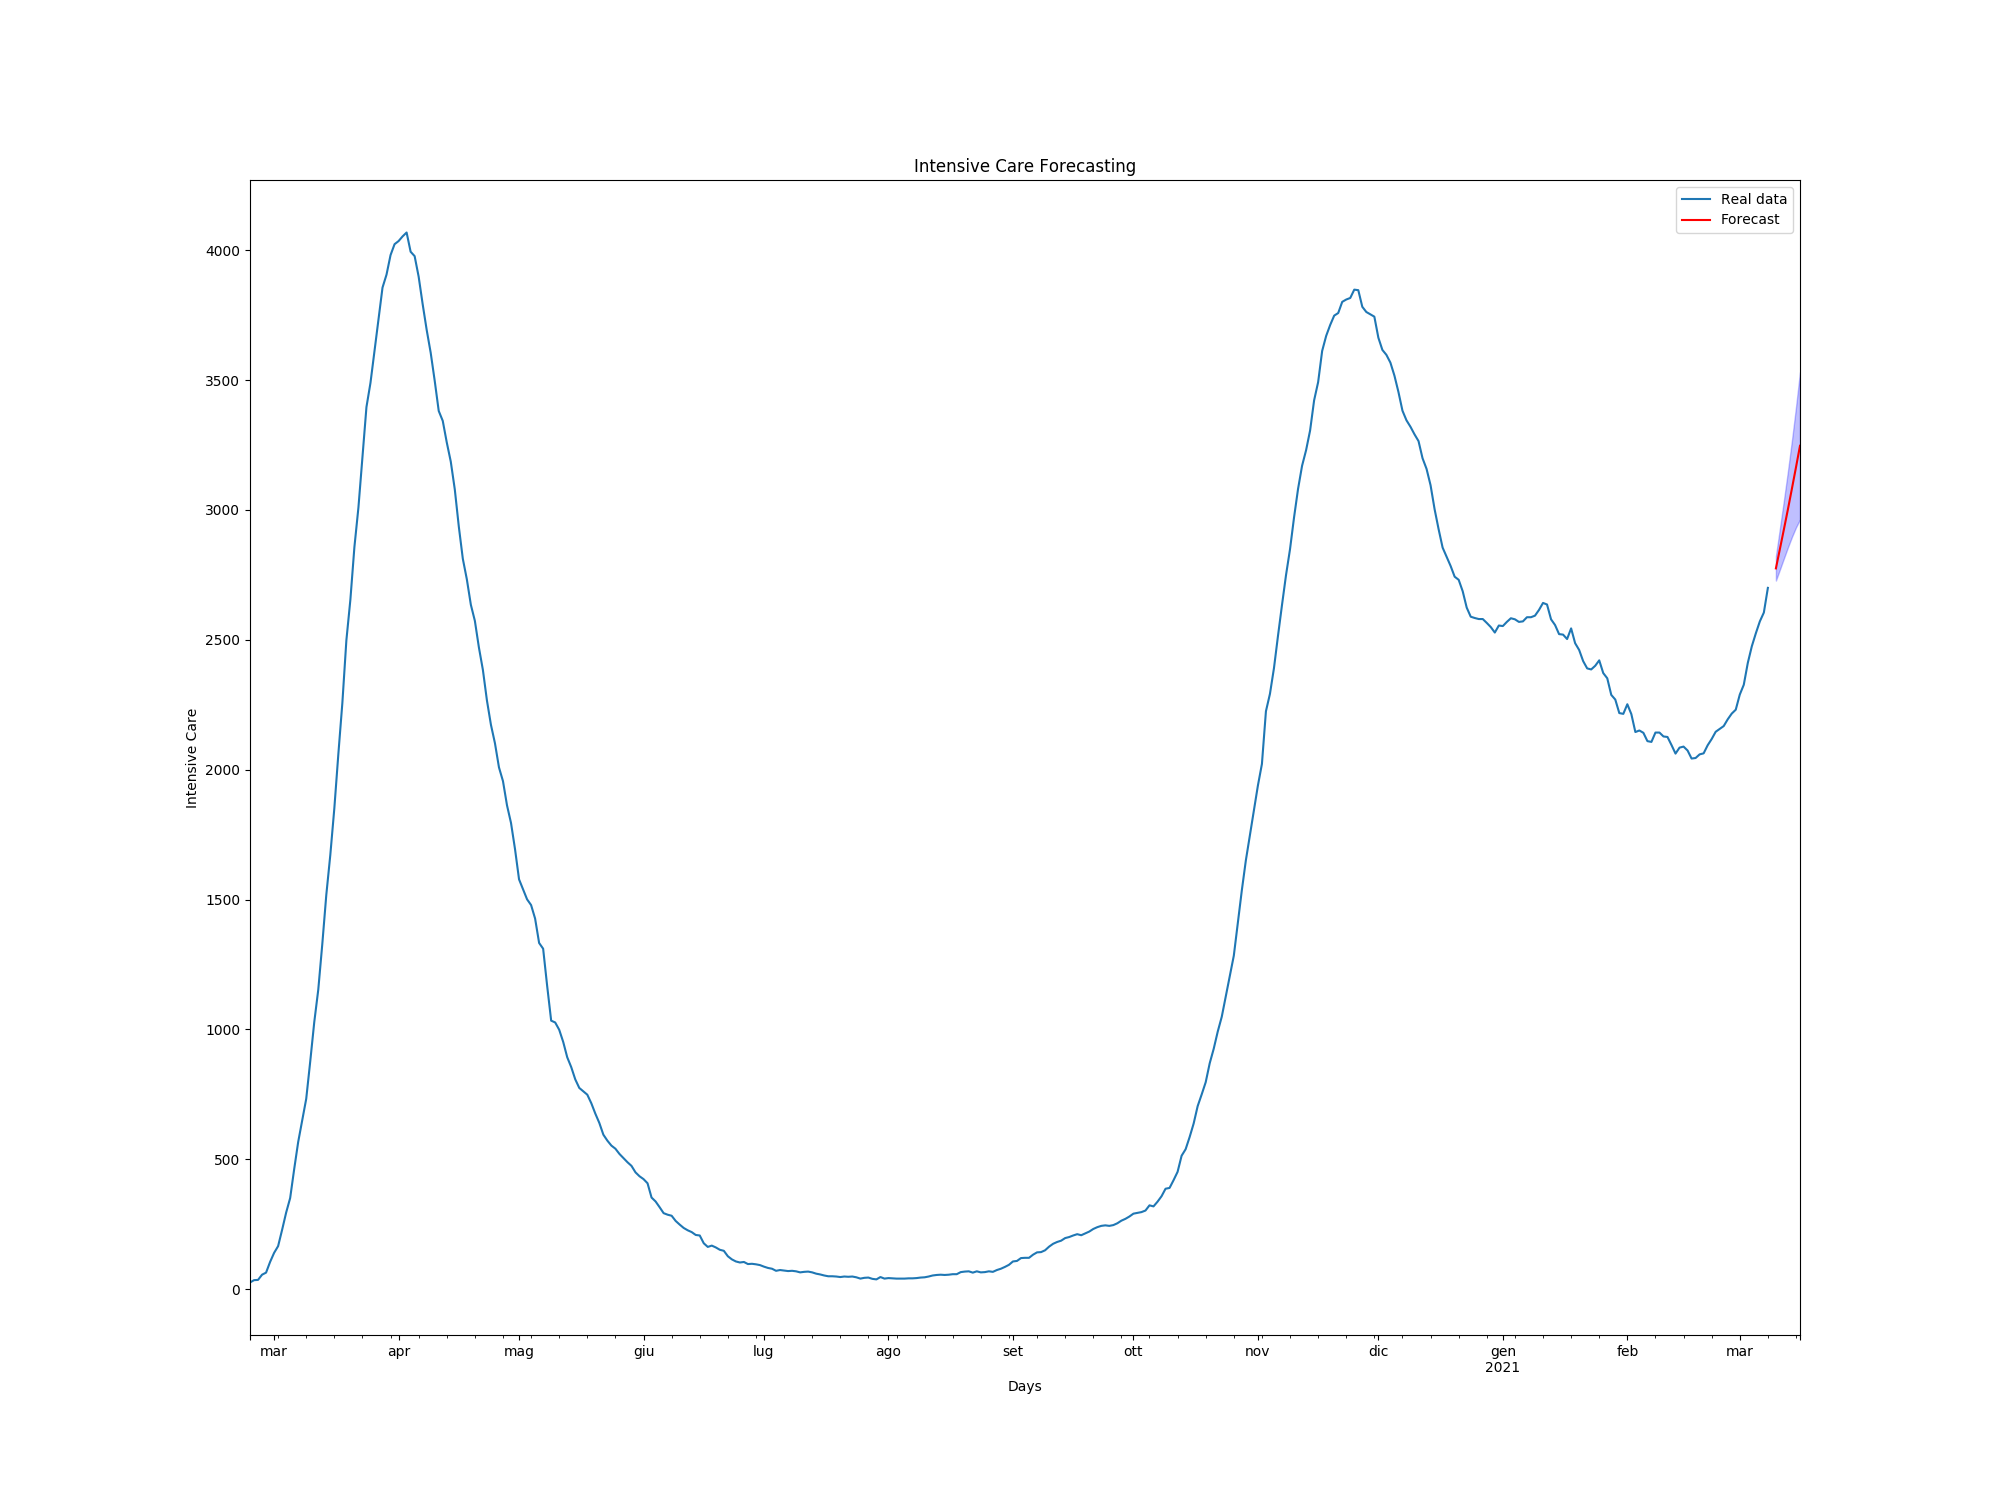 Intensive Care Forecasting
Real data
Forecast
4000
3500
3000
2500
2000
1500
1000
500
0
Intensive Care
mar apr mag giu lug ago set ott nov dic gen feb mar
2021
Days